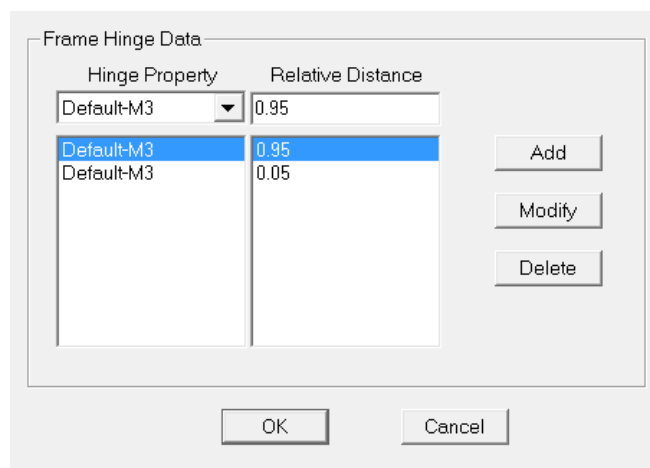 Frame Hinge Data
Hinge Property Relative Distance
Default-M3 0.95
Default-M3 0.95
Default-M3 0.05
Add
Modify
Delete
OK Cancel